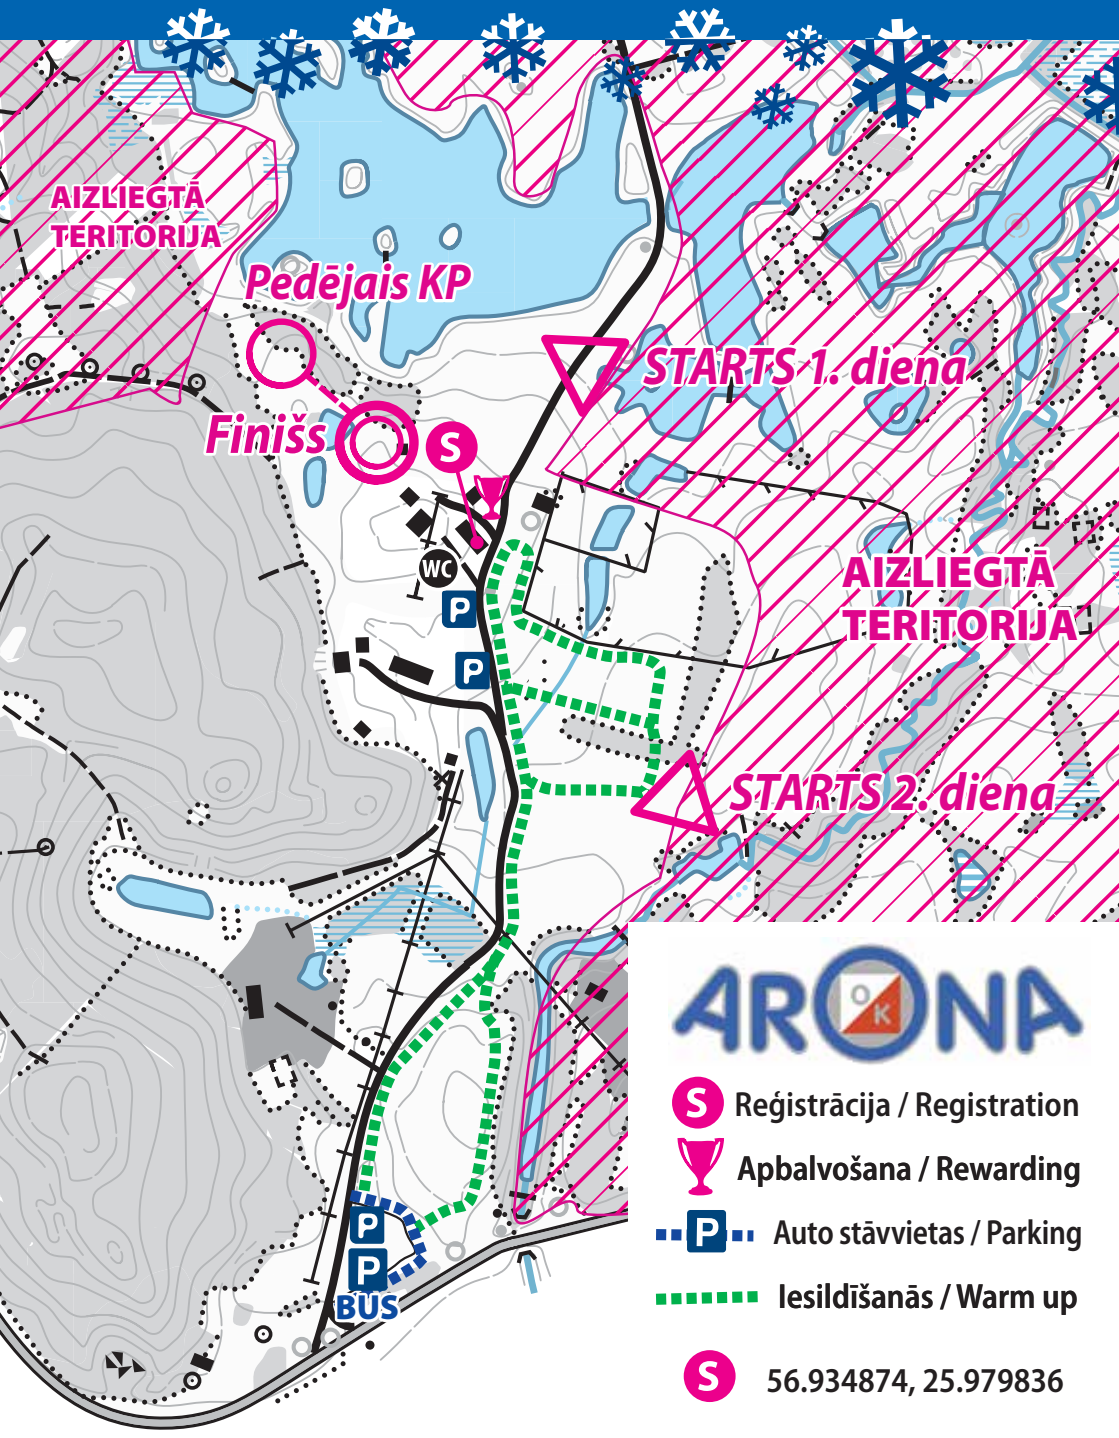 AIZLIEGTĀ
TERITORIJA
Pedējais KP
STARTS 1. diena
Finišs
S
WC
P
P
AIZLIEGTĀ
TERITORIJA
STARTS 2. diena
P
P
BUS
ARONA
O
K
S Reģistrācija / Registration
Apbalvošana / Rewarding
P Auto stāvvietas / Parking
Iesildīšanās / Warm up
S 56.934874, 25.979836